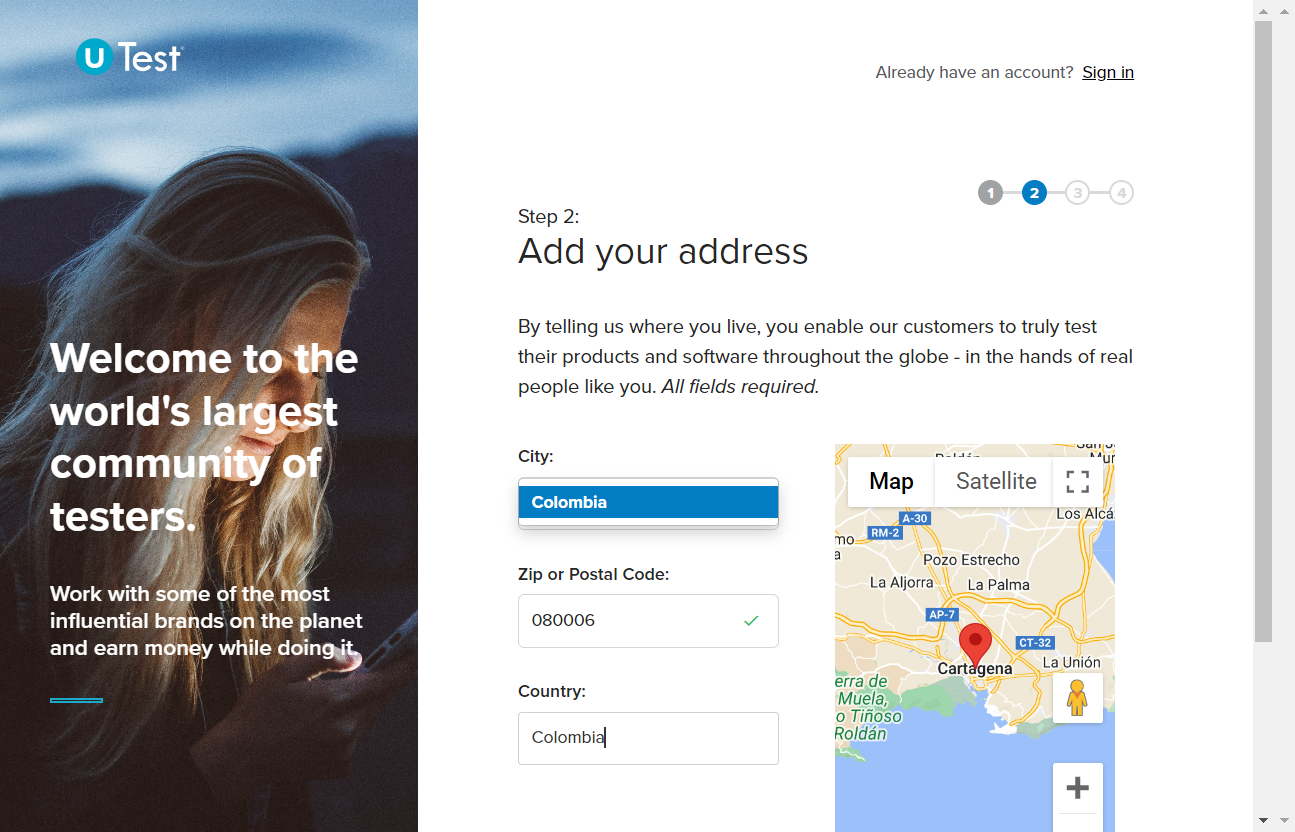 U Test
Already have an account? Sign in
1 2 3 4
Step 2:
Add your address
Welcome to the
world's largest
community of
testers.
Work with some of the most
influential brands on the planet
and earn money while doing it.
By telling us where you live, you enable our customers to truly test
their products and software throughout the globe - in the hands of real
people like you. All fields required.
City:
Colombia
Zip or Postal Code:
080006
Country:
Colombia
Map Satellite
A-30
RM-2
Los Alcá
Pozo Estrecho
La Aljorra
La Palma
AP-7
CT-32
Cartagena
La Unión
erra de
Muela,
o Tiñoso
Roldán